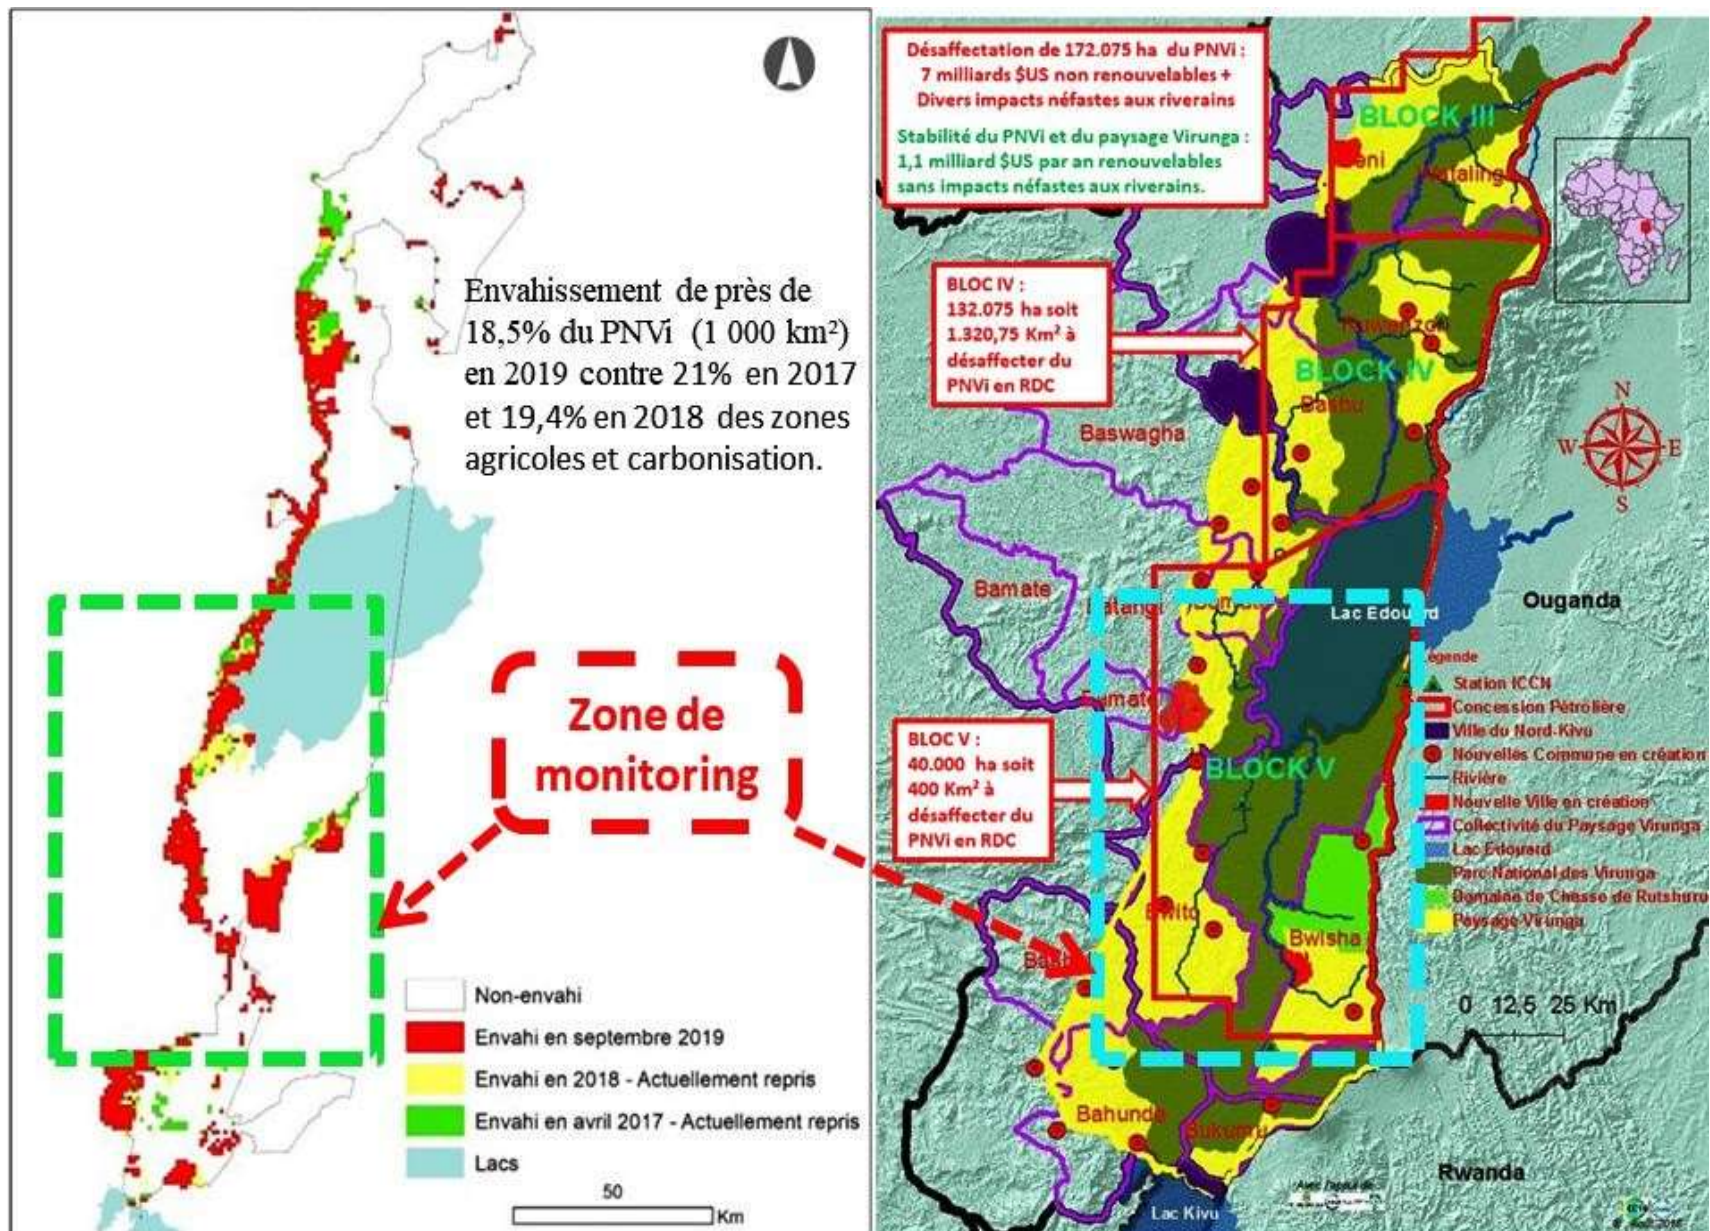 Envahissement de près de
18,5% du PNVi (1 000 km²)
en 2019 contre 21% en 2017
et 19,4% en 2018 des zones
agricoles et carbonisation.
Zone de
monitoring
Non-envahi
Envahi en septembre 2019
Envahi en 2018 - Actuellement repris
Envahi en avril 2017 - Actuellement repris
Lacs
50
Km
Désaffectation de 172.075 ha du PNVi :
7 milliards $US non renouvelables +
Divers impacts néfastes aux riverains
Stabilité du PNVi et du paysage Virunga :
1,1 milliard $US par an renouvelables
sans impacts néfastes aux riverains.
BLOCK III
BLOC IV :
132.075 ha soit
1.320,75 Km² à
désaffecter du
PNVi en RDC
BLOCK IV
Bashu
Baswagha
N
W
E
S
Bamate
Batangi
Lac Edouard
Ouganda
BLOC V :
40.000 ha soit
400 Km² à
désaffecter du
PNVi en RDC
BLOCK V
Légende
Station ICCN
Concession Pétrolière
Ville du Nord-Kivu
Nouvelles Commune en création
Rivière
Nouvelle Ville en création
Collectivité du Paysage Virunga
Lac Edouard
Parc National des Virunga
Domaine de Chasse de Rutshuru
Paysage Virunga
Bwito
Bwisha
0 12,5 25 Km
Bahunde
Bukumu
Rwanda
Lac Kivu
Avec l'appui de